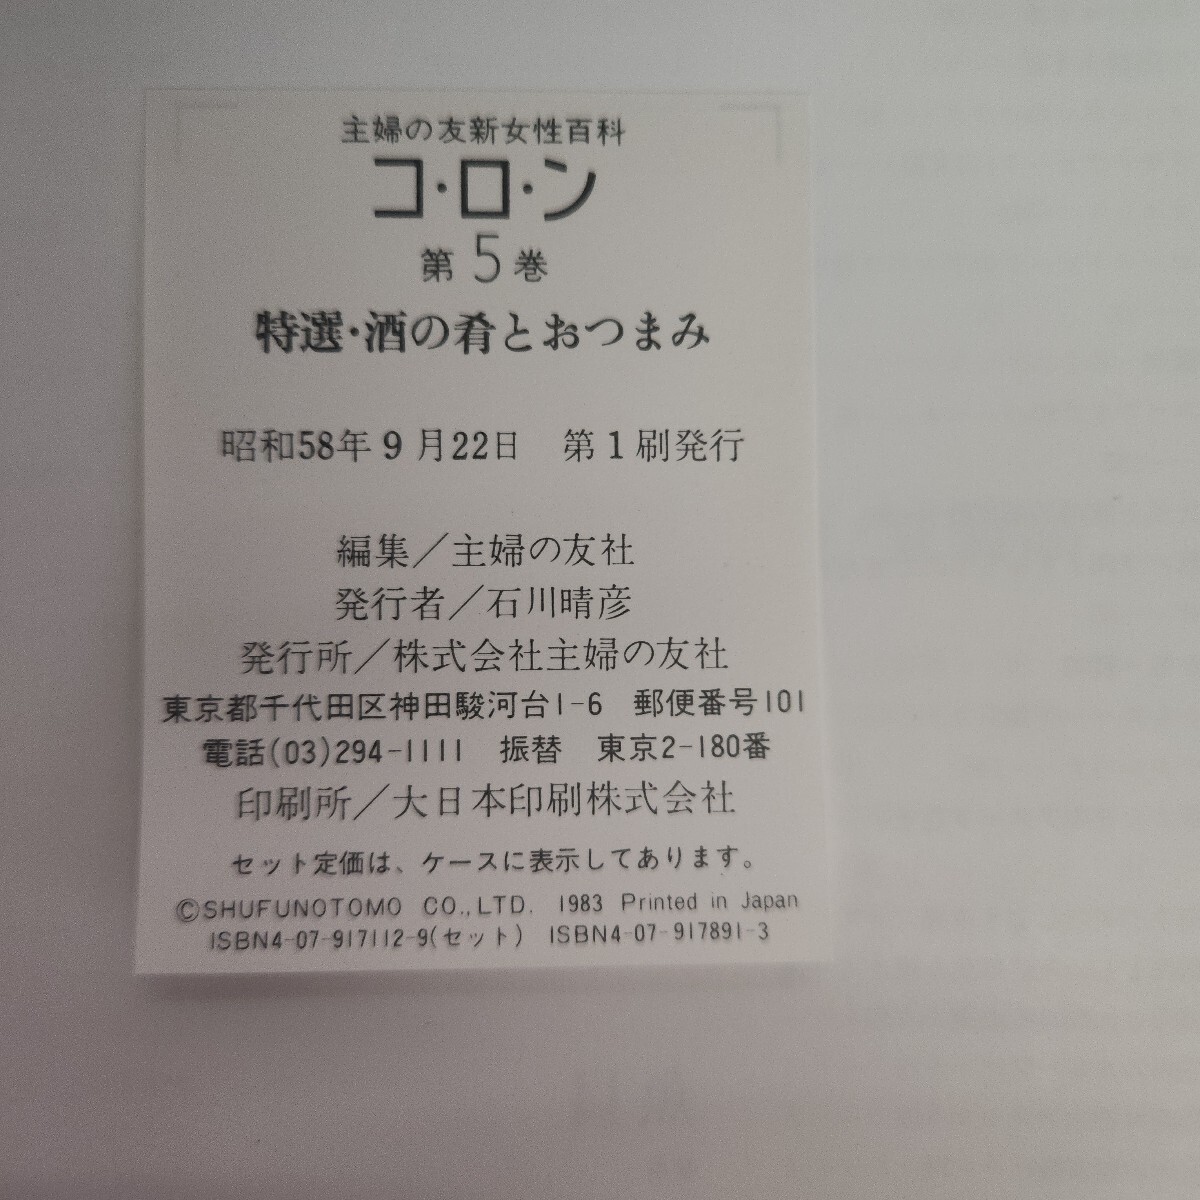 主婦の友新女性百科
コ・ロ・ン
第5巻
特選・酒の肴とおつまみ
昭和58年9月22日　第1刷発行
編集／主婦の友社
発行者／石川晴彦
発行所／株式会社主婦の友社
東京都千代田区神田駿河台1-6　郵便番号101
電話(03)294-1111　振替　東京2-180番
印刷所／大日本印刷株式会社
セット定価は、ケースに表示してあります。
©SHUFUNOTOMO CO.,LTD. 1983 Printed in Japan
ISBN4-07-917112-9(セット)　ISBN4-07-917891-3